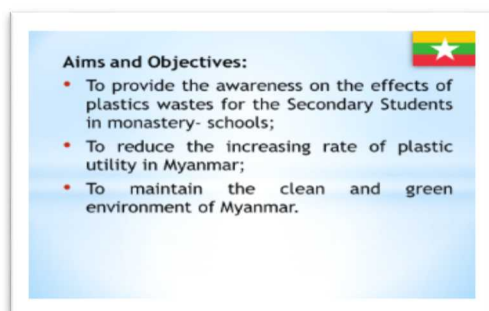 Aims and Objectives:
• To provide the awareness on the effects of
plastics wastes for the Secondary Students
in monastery- schools;
• To reduce the increasing rate of plastic
utility in Myanmar;
• To maintain the clean and green
environment of Myanmar.